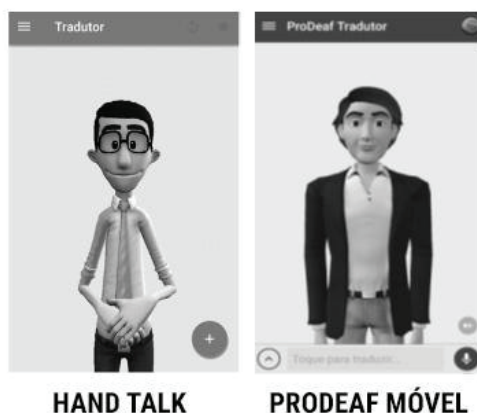 Tradutor
ProDeaf Tradutor
Toque para traduzir...
HAND TALK
PRODEAF MÓVEL